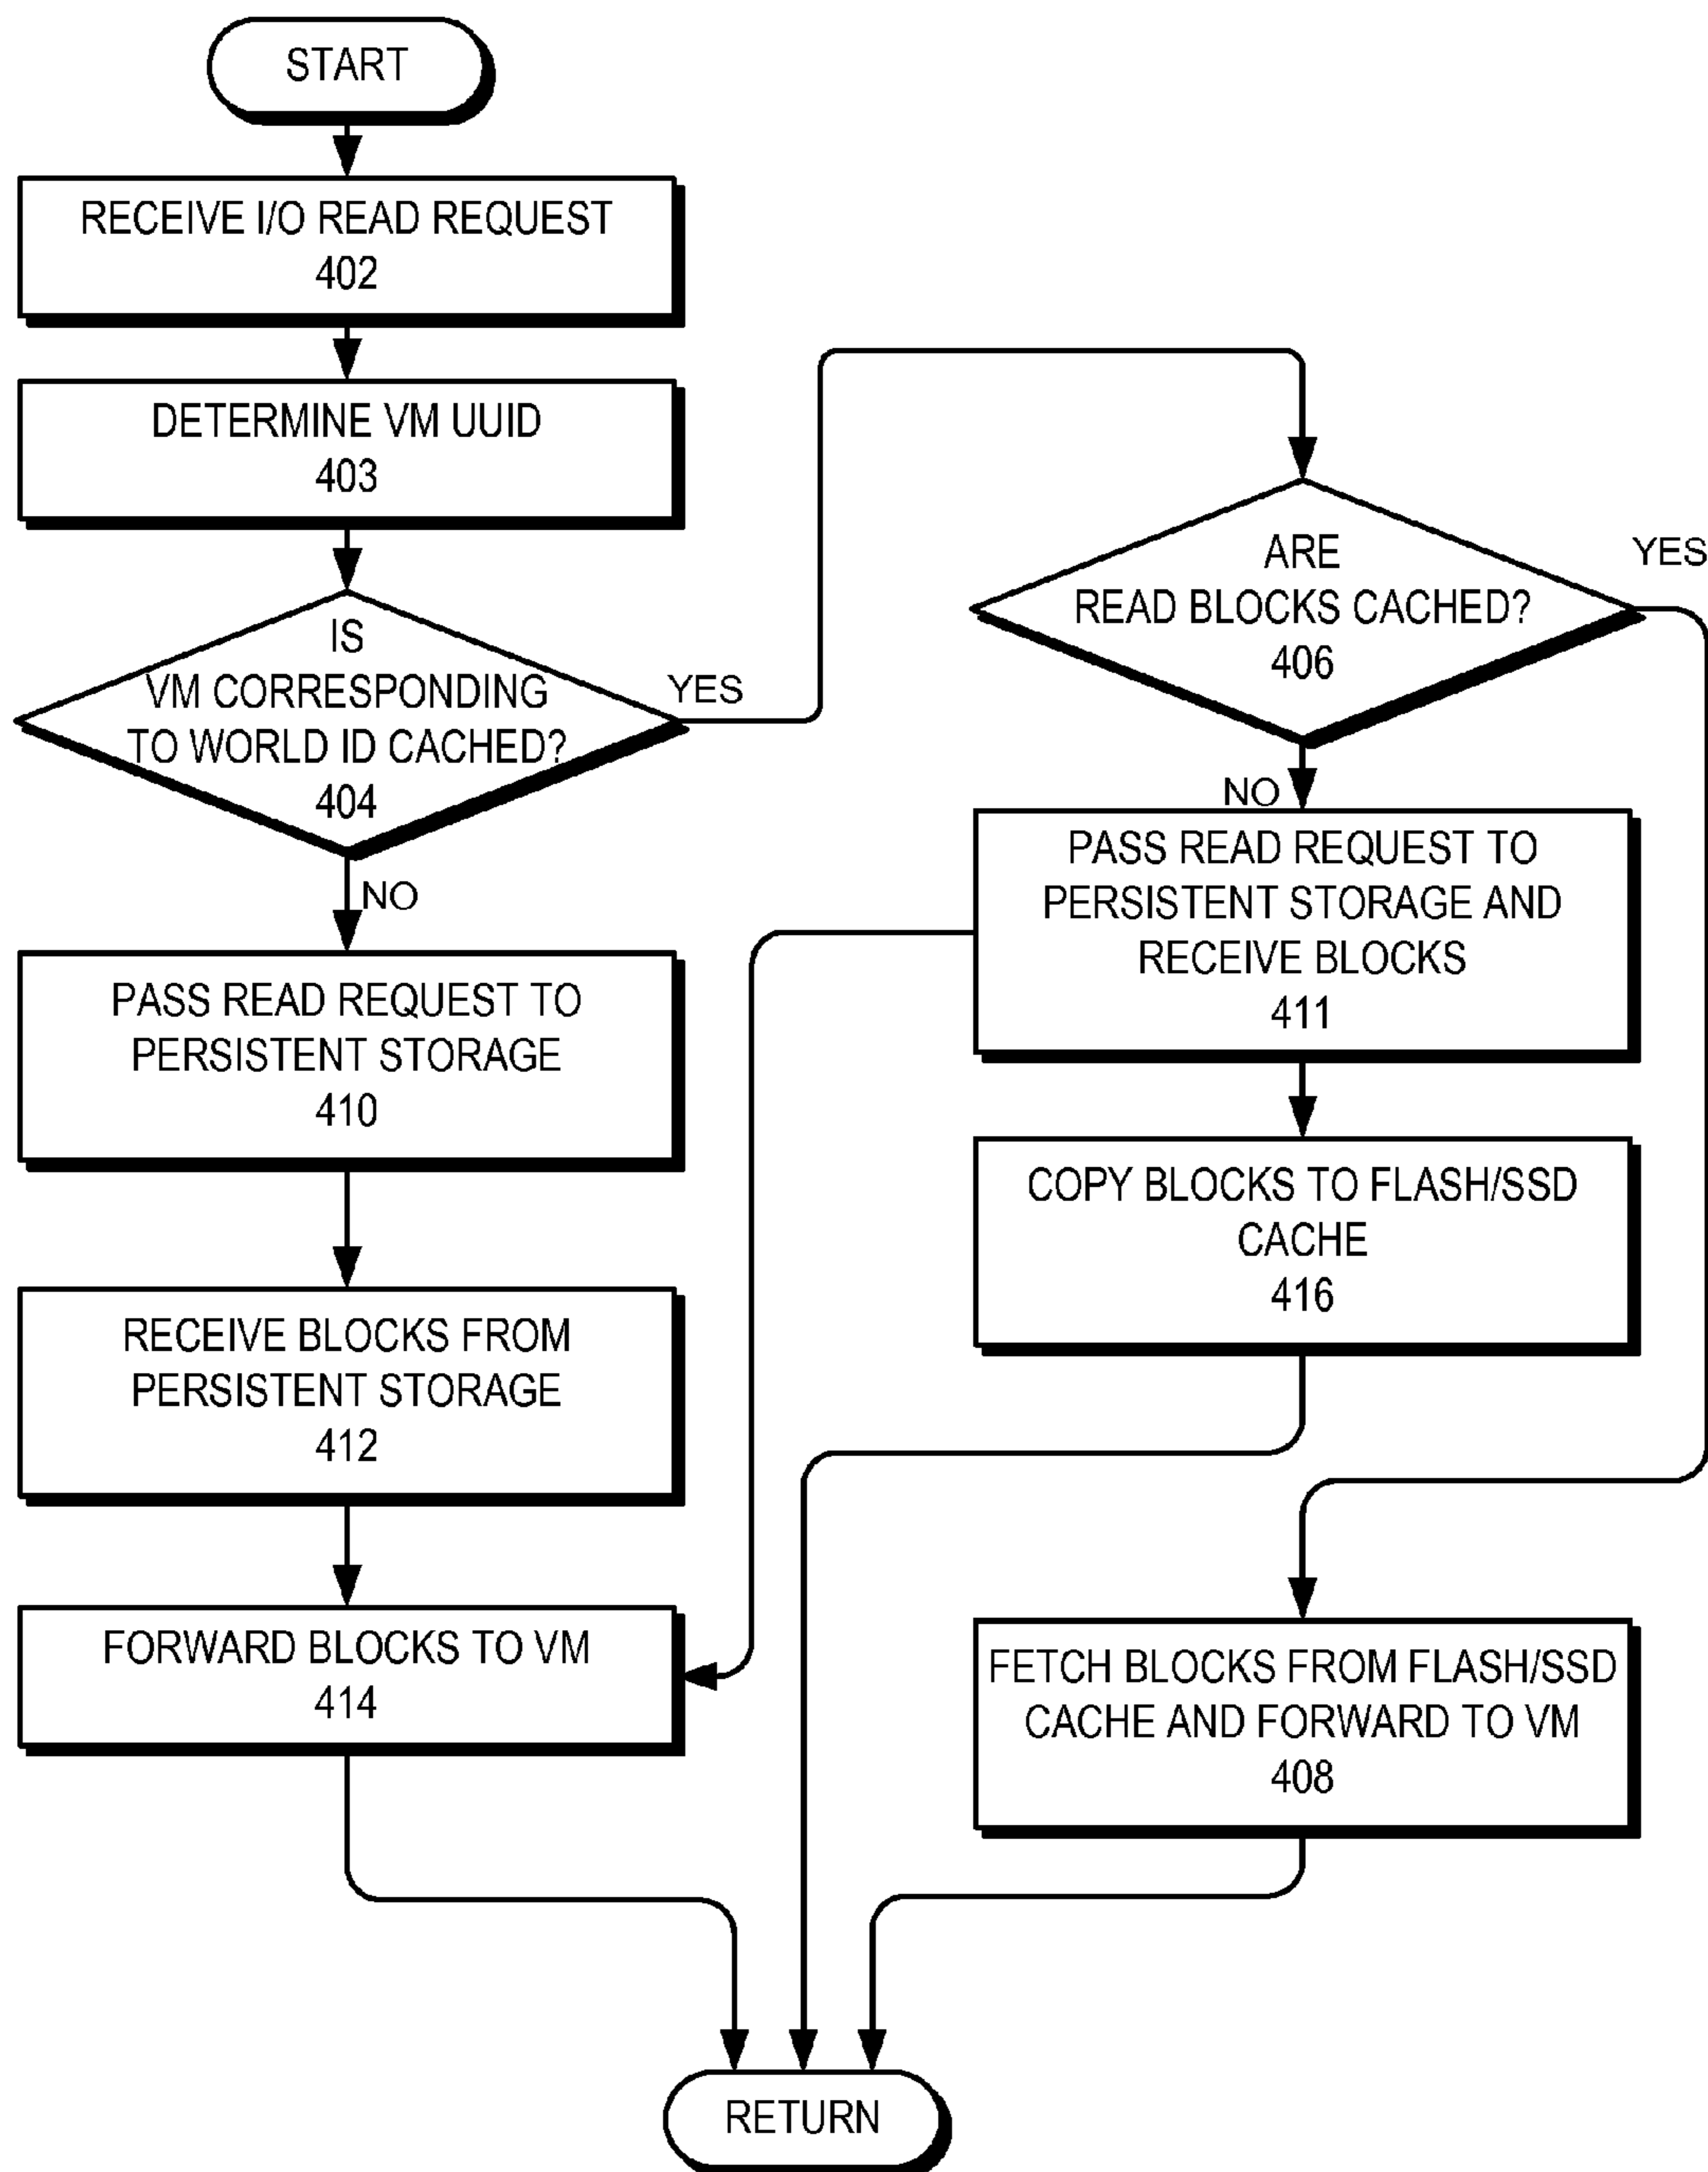 START
RECEIVE I/O READ REQUEST
402
DETERMINE VM UUID
403
IS
VM CORRESPONDING
TO WORLD ID CACHED?
404
YES
NO
ARE
READ BLOCKS CACHED?
406
YES
NO
PASS READ REQUEST TO
PERSISTENT STORAGE
410
RECEIVE BLOCKS FROM
PERSISTENT STORAGE
412
FORWARD BLOCKS TO VM
414
PASS READ REQUEST TO
PERSISTENT STORAGE AND
RECEIVE BLOCKS
411
COPY BLOCKS TO FLASH/SSD
CACHE
416
FETCH BLOCKS FROM FLASH/SSD
CACHE AND FORWARD TO VM
408
RETURN